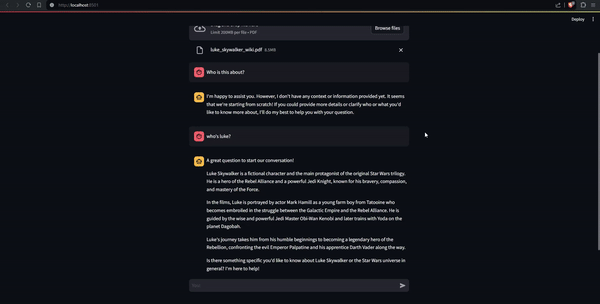 http://localhost:8501
Deploy
Limit 200MB per file • PDF
Browse files
luke_skywalker_wiki.pdf 8.5MB
Who is this about?
I'm happy to assist you. However, I don't have any context or information provided yet. It seems
that we're starting from scratch! If you could provide more details or clarify who or what you'd
like to know more about, I'll do my best to help you with your question.
who's luke?
A great question to start our conversation!
Luke Skywalker is a fictional character and the main protagonist of the original Star Wars trilogy.
He is a hero of the Rebel Alliance and a powerful Jedi Knight, known for his bravery, compassion,
and mastery of the Force.
In the films, Luke is portrayed by actor Mark Hamill as a young farm boy from Tatooine who
becomes embroiled in the struggle between the Galactic Empire and the Rebel Alliance. He is
guided by the wise and powerful Jedi Master Obi-Wan Kenobi and later trains with Yoda on the
planet Dagobah.
Luke's journey takes him from his humble beginnings to becoming a legendary hero of the
Rebellion, confronting the evil Emperor Palpatine and his apprentice Darth Vader along the way.
Is there something specific you'd like to know about Luke Skywalker or the Star Wars universe in
general? I'm here to help!